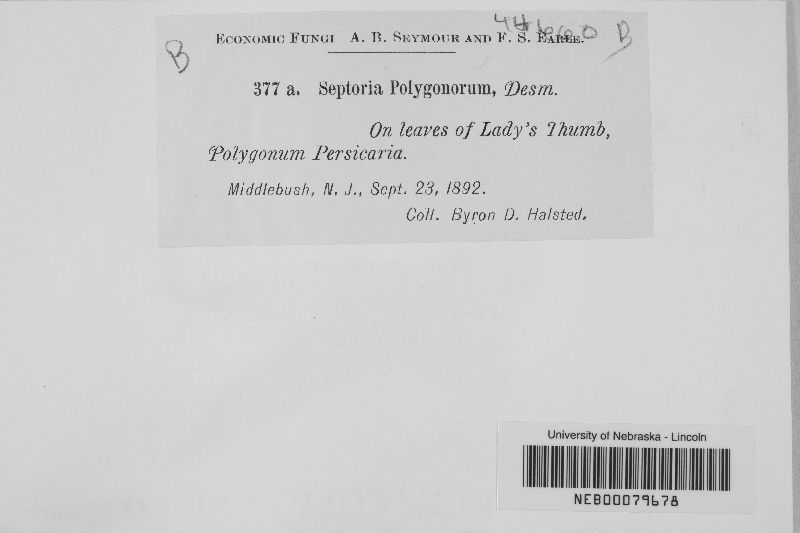 44660 B
B
ECONOMIC FUNGI A. B. SEYMOUR AND F. S. EARLE.
377 a. Septoria Polygonorum, Desm.
On leaves of Lady's Thumb,
Polygonum Persicaria.
Middlebush, N. J., Sept. 23, 1892.
Coll. Byron D. Halsted.
University of Nebraska - Lincoln
NEB00079678